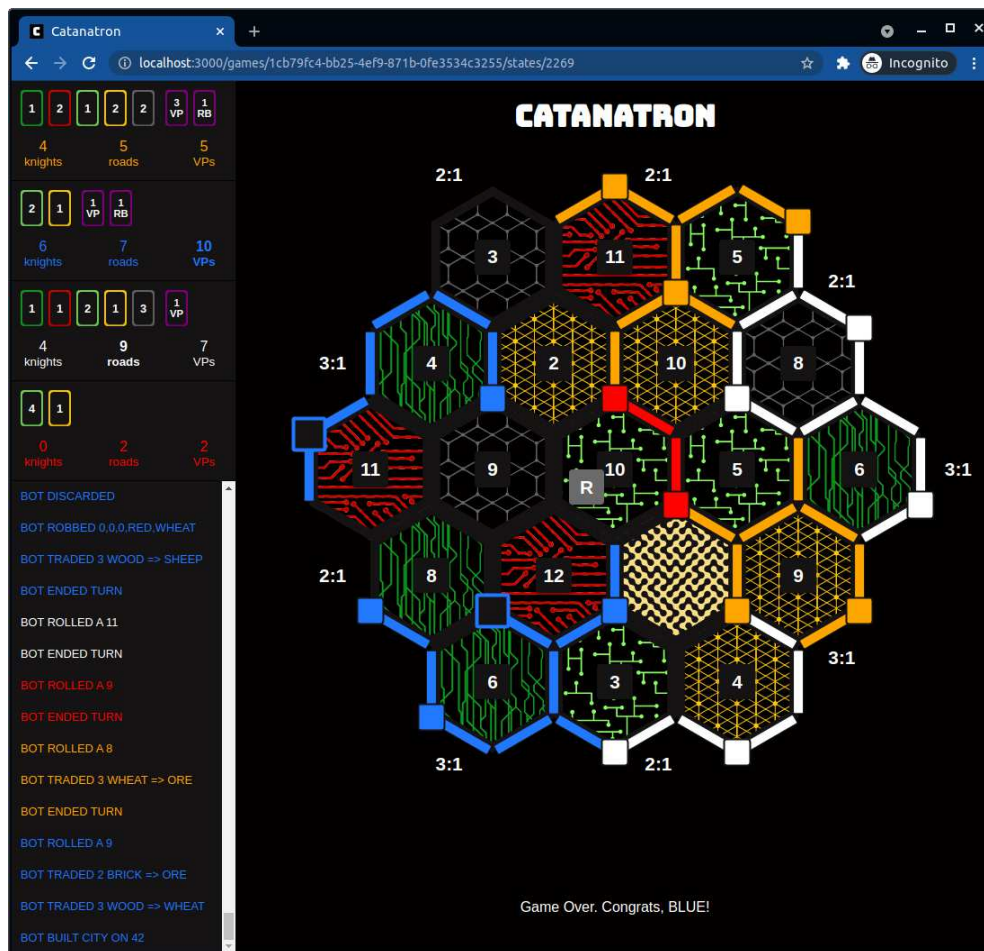 Catanatron
localhost:3000/games/1cb79fc4-bb25-4ef9-871b-0fe3534c3255/states/2269
Incognito
1 2 1 2 2 3 VP 1 RB
4 5 5
knights roads VPs
2 1 1 VP 1 RB
6 7 10
knights roads VPs
1 1 2 1 3 1 VP
4 9 7
knights roads VPs
4 1
0 2 2
knights roads VPs
BOT DISCARDED
BOT ROBBED 0,0,0,RED,WHEAT
BOT TRADED 3 WOOD => SHEEP
BOT ENDED TURN
BOT ROLLED A 11
BOT ENDED TURN
BOT ROLLED A 9
BOT ENDED TURN
BOT ROLLED A 8
BOT TRADED 3 WHEAT => ORE
BOT ENDED TURN
BOT ROLLED A 9
BOT TRADED 2 BRICK => ORE
BOT TRADED 3 WOOD => WHEAT
BOT BUILT CITY ON 42
CATANATRON
2:1 2:1
3 11 5
2:1
3:1 4 2 10 8
11 9 10 5 6 3:1
R
2:1 8 12 9
3:1
6 3 4
3:1 2:1
Game Over. Congrats, BLUE!